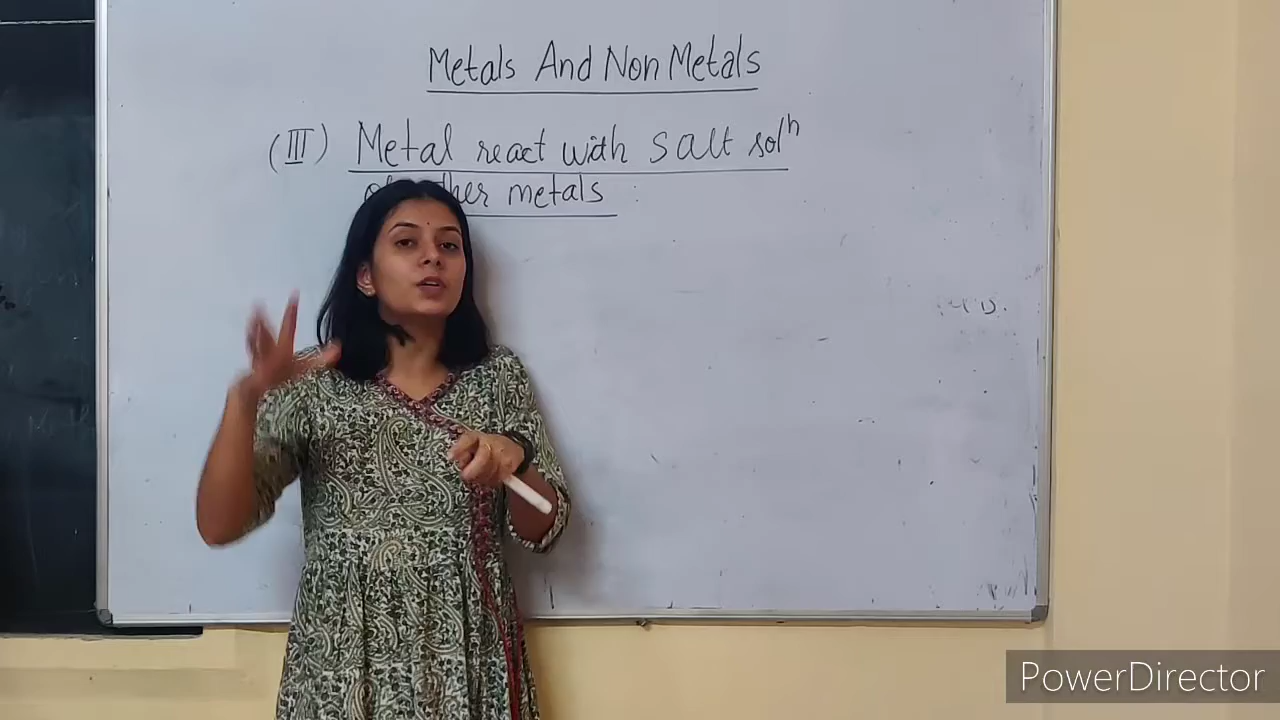 Metals And Non Metals
(III) Metal react with salt solⁿ
metals :
PowerDirector